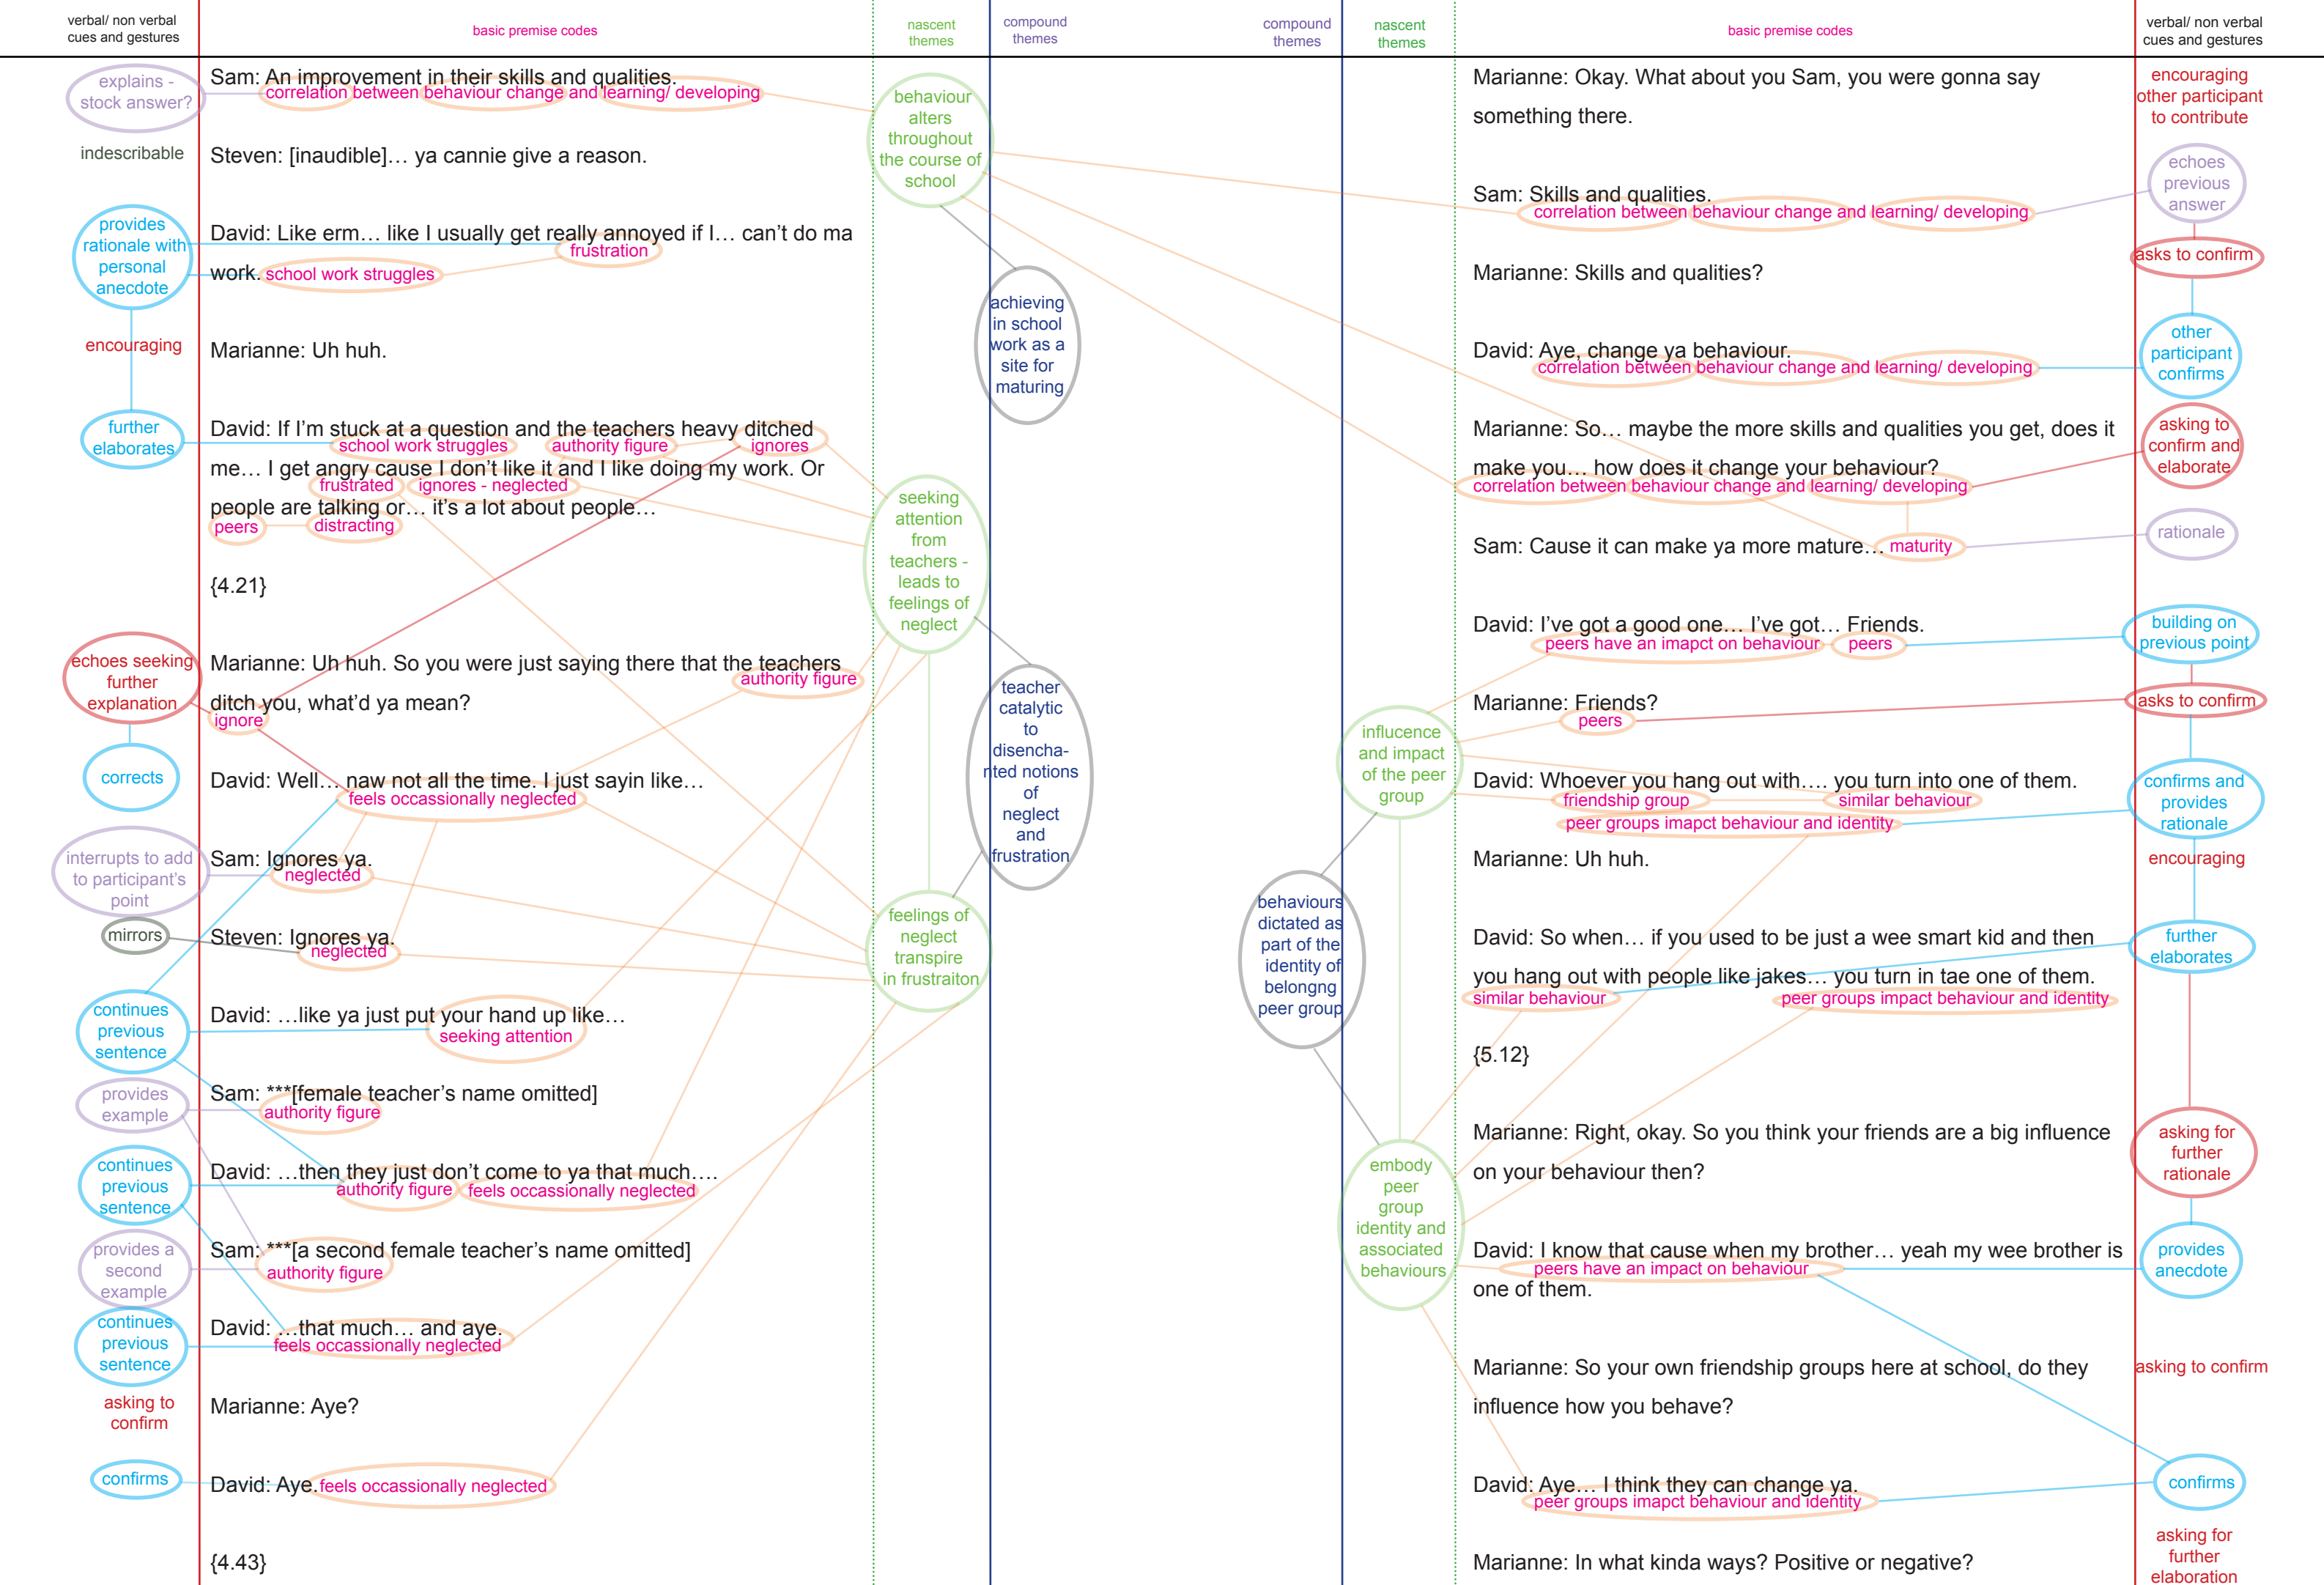 verbal/ non verbal
cues and gestures
basic premise codes
nascent
themes
compound
themes
explains -
stock answer?
Sam: An improvement in their skills and qualities.
correlation between behaviour change and learning/ developing
indescribable
Steven: [inaudible]… ya cannie give a reason.
provides
rationale with
personal
anecdote
David: Like erm… like I usually get really annoyed if I… can’t do ma
frustration
work.
school work struggles
encouraging
Marianne: Uh huh.
further
elaborates
David: If I’m stuck at a question and the teachers heavy ditched
school work struggles
authority figure
ignores
me… I get angry cause I don’t like it and I like doing my work. Or
frustrated
ignores - neglected
people are talking or… it’s a lot about people…
peers
distracting
{4.21}
echoes seeking
further
explanation
Marianne: Uh huh. So you were just saying there that the teachers
authority figure
ditch you, what’d ya mean?
ignore
corrects
David: Well… naw not all the time. I just sayin like…
feels occassionally neglected
interrupts to add
to participant’s
point
Sam: Ignores ya.
neglected
mirrors
Steven: Ignores ya.
neglected
continues
previous
sentence
David: …like ya just put your hand up like…
seeking attention
provides
example
Sam: ***[female teacher’s name omitted]
authority figure
continues
previous
sentence
David: …then they just don’t come to ya that much….
authority figure
feels occassionally neglected
provides a
second
example
Sam: ***[a second female teacher’s name omitted]
authority figure
continues
previous
sentence
David: …that much… and aye.
feels occassionally neglected
asking to
confirm
Marianne: Aye?
confirms
David: Aye.
feels occassionally neglected
{4.43}
behaviour
alters
throughout
the course of
school
seeking
attention
from
teachers -
leads to
feelings of
neglect
feelings of
neglect
transpire
in frustraiton
achieving
in school
work as a
site for
maturing
teacher
catalytic
to
disencha-
nted notions
of
neglect
and
frustration
compound
themes
nascent
themes
basic premise codes
verbal/ non verbal
cues and gestures
behaviours
dictated as
part of the
identity of
belongng
peer group
influcence
and impact
of the peer
group
embody
peer
group
identity and
associated
behaviours
Marianne: Okay. What about you Sam, you were gonna say
something there.
encouraging
other participant
to contribute
Sam: Skills and qualities.
correlation between behaviour change and learning/ developing
echoes
previous
answer
Marianne: Skills and qualities?
asks to confirm
David: Aye, change ya behaviour.
correlation between behaviour change and learning/ developing
other
participant
confirms
Marianne: So… maybe the more skills and qualities you get, does it
make you… how does it change your behaviour?
correlation between behaviour change and learning/ developing
asking to
confirm and
elaborate
Sam: Cause it can make ya more mature…
maturity
rationale
David: I’ve got a good one… I’ve got… Friends.
peers have an imapct on behaviour
peers
building on
previous point
Marianne: Friends?
peers
asks to confirm
David: Whoever you hang out with…. you turn into one of them.
friendship group
similar behaviour
peer groups imapct behaviour and identity
confirms and
provides
rationale
Marianne: Uh huh.
encouraging
David: So when… if you used to be just a wee smart kid and then
you hang out with people like jakes… you turn in tae one of them.
similar behaviour
peer groups impact behaviour and identity
further
elaborates
{5.12}
Marianne: Right, okay. So you think your friends are a big influence
on your behaviour then?
asking for
further
rationale
David: I know that cause when my brother… yeah my wee brother is
peers have an impact on behaviour
one of them.
provides
anecdote
Marianne: So your own friendship groups here at school, do they
influence how you behave?
asking to confirm
David: Aye… I think they can change ya.
peer groups imapct behaviour and identity
confirms
Marianne: In what kinda ways? Positive or negative?
asking for
further
elaboration